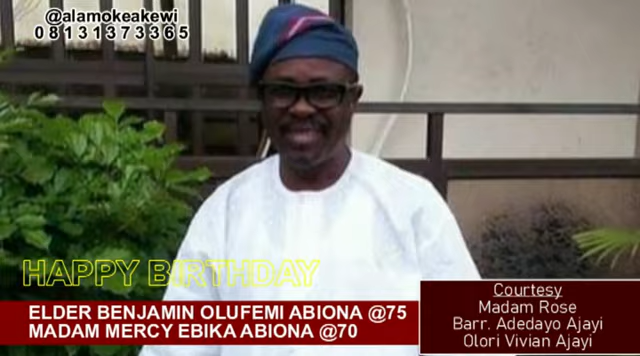 @alamokeakewi
08131373365
HAPPY BIRTHDAY
ELDER BENJAMIN OLUFEMI ABIONA @75
MADAM MERCY EBIKA ABIONA @70
Courtesy
Madam Rose
Barr. Adedayo Ajayi
Olori Vivian Ajayi